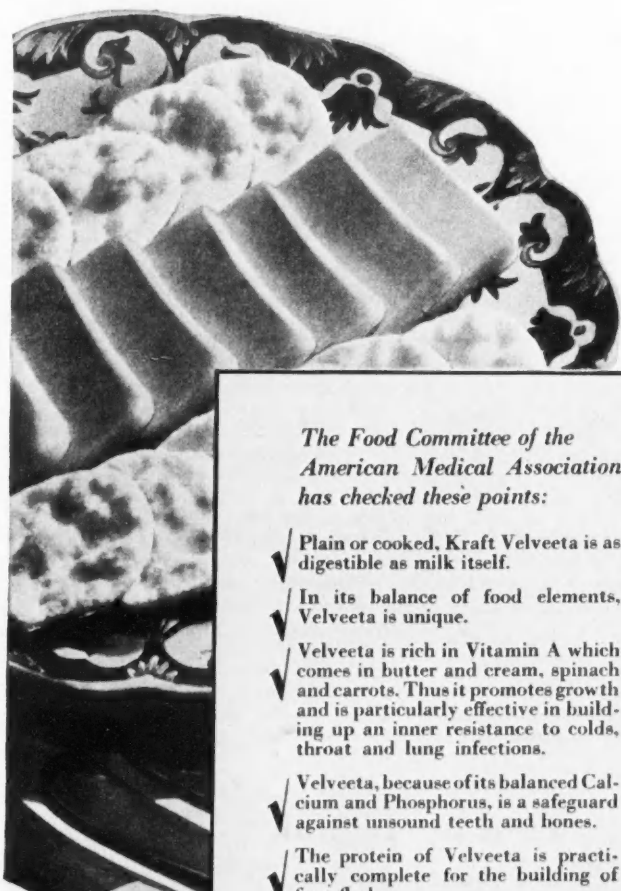 The Food Committee of the
American Medical Association
has checked these points:
Plain or cooked, Kraft Velveeta is as
digestible as milk itself.
In its balance of food elements,
Velveeta is unique.
Velveeta is rich in Vitamin A which
comes in butter and cream, spinach
and carrots. Thus it promotes growth
and is particularly effective in build-
ing up an inner resistance to colds,
throat and lung infections.
Velveeta, because of its balanced Cal-
cium and Phosphorus, is a safeguard
against unsound teeth and bones.
The protein of Velveeta is practi-
cally complete for the building of